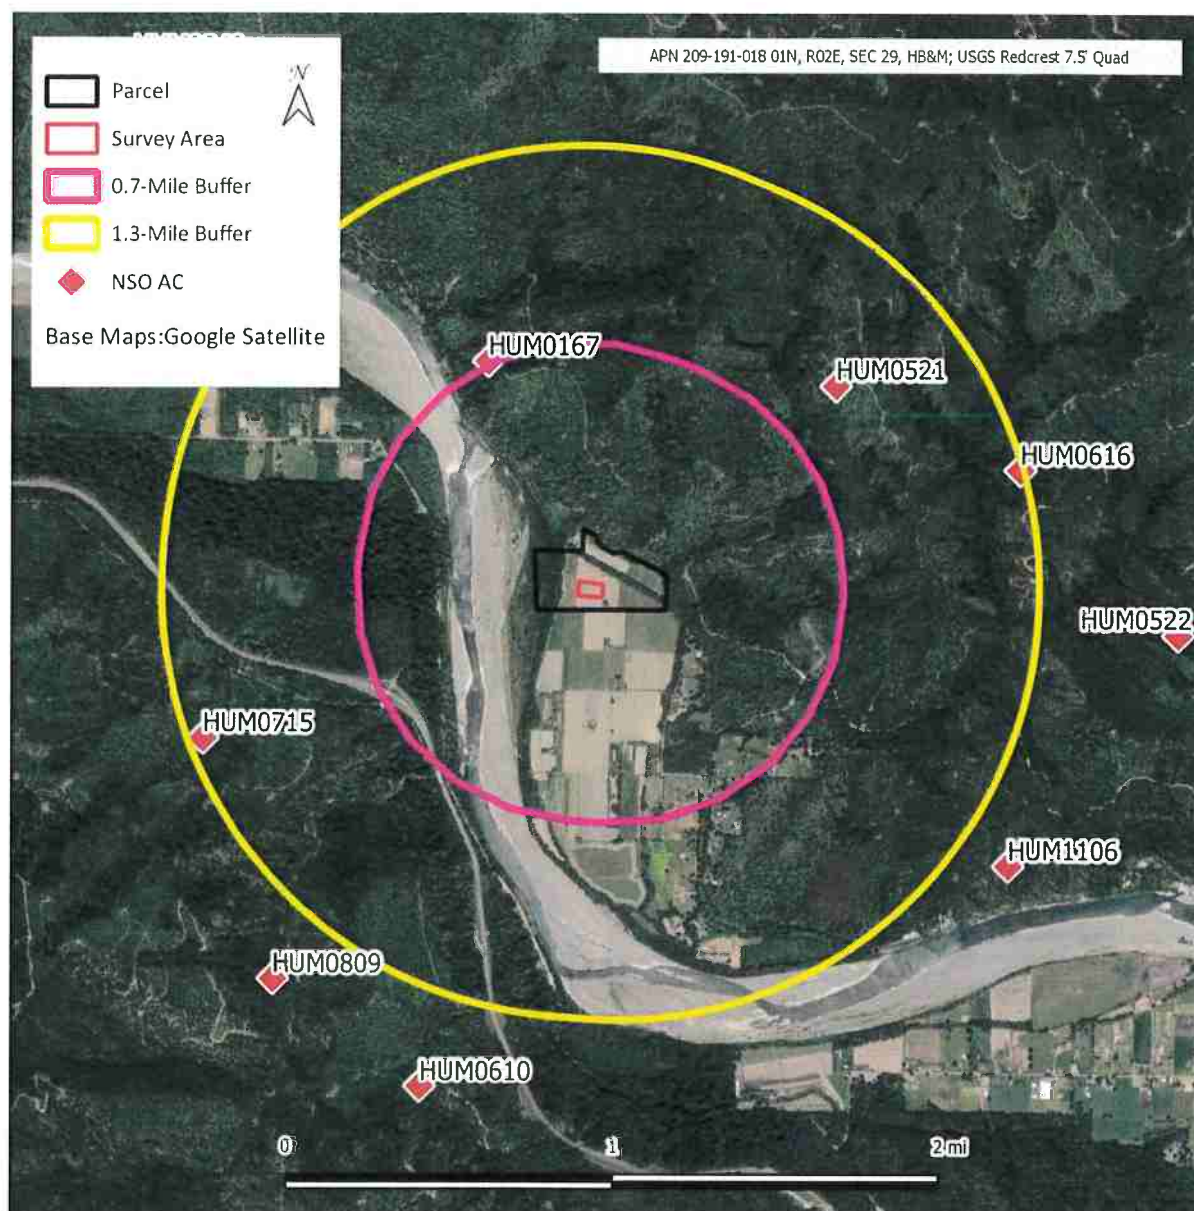 APN 209-191-018 01N, R02E, SEC 29, HB&M; USGS Redcrest 7.5' Quad
N
Parcel
Survey Area
0.7-Mile Buffer
1.3-Mile Buffer
NSO AC
Base Maps:Google Satellite
HUM0167
HUM0521
HUM0616
HUM0522
HUM0715
HUM1106
HUM0809
HUM0610
0
1
2 mi